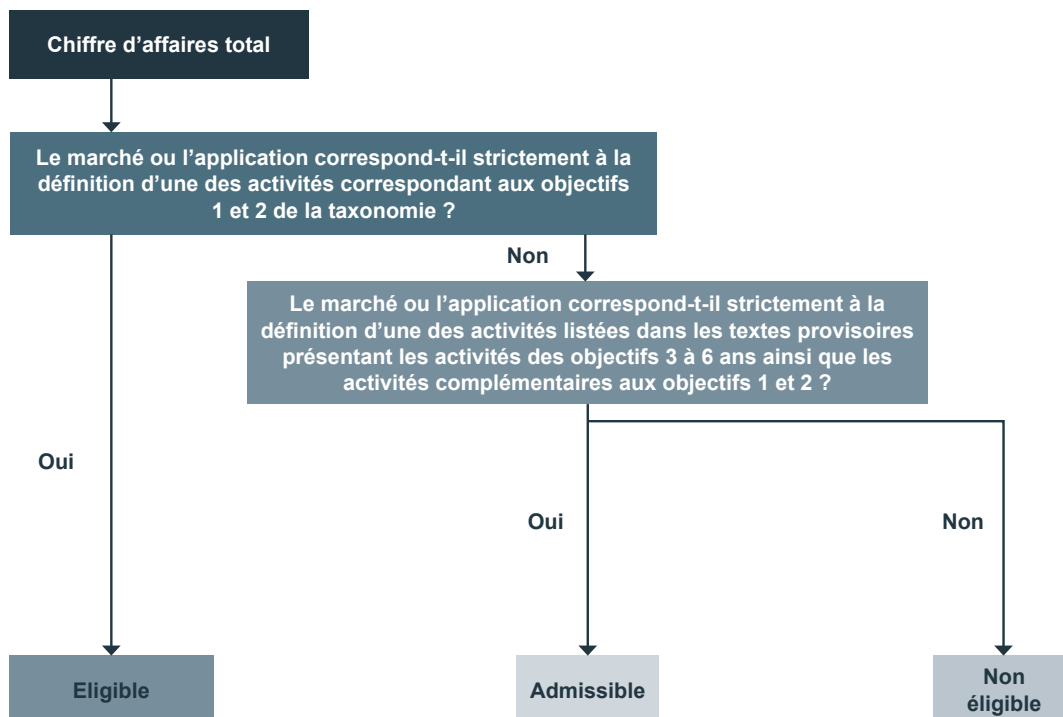 Chiffre d'affaires total
Le marché ou l'application correspond-t-il strictement à la
définition d'une des activités correspondant aux objectifs
1 et 2 de la taxonomie ?
Non
Le marché ou l'application correspond-t-il strictement à la
définition d'une des activités listées dans les textes provisoires
présentant les activités des objectifs 3 à 6 ans ainsi que les
activités complémentaires aux objectifs 1 et 2 ?
Oui
Oui
Non
Eligible
Admissible
Non
éligible